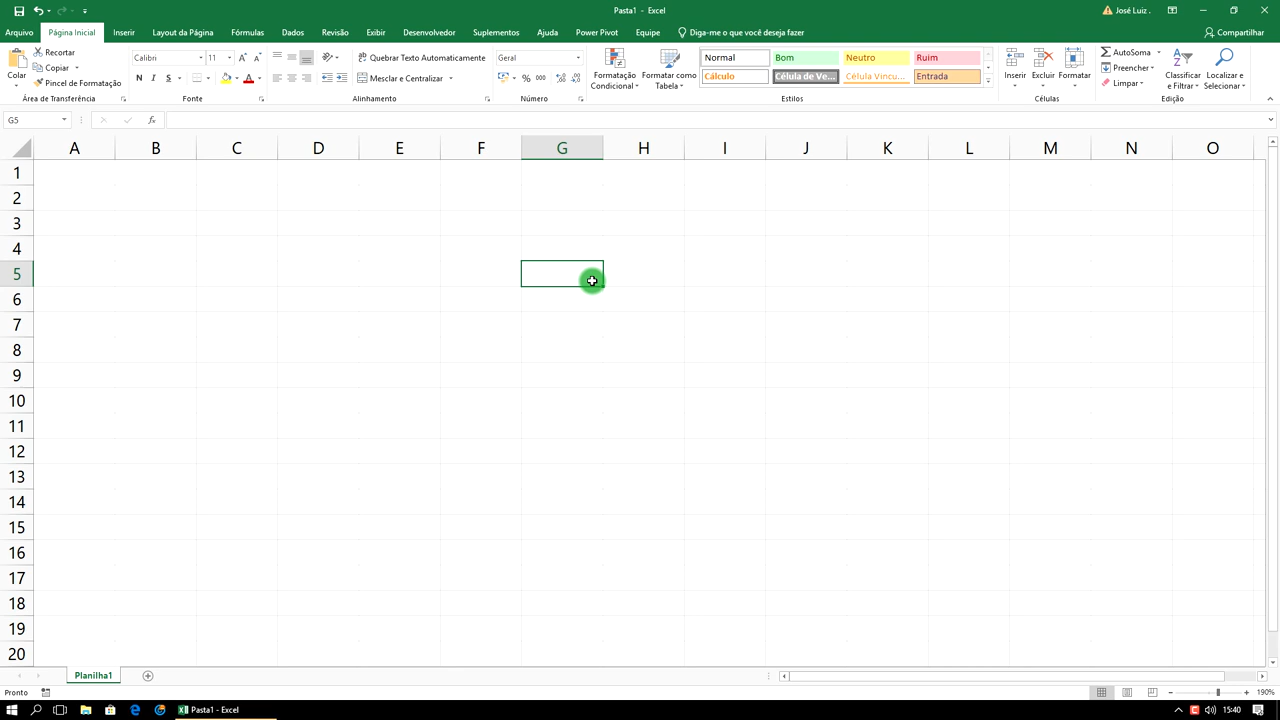 Pasta1 - Excel
José Luiz .
Arquivo Página Inicial Inserir Layout da Página Fórmulas Dados Revisão Exibir Desenvolvedor Suplementos Ajuda Power Pivot Equipe Diga-me o que você deseja fazer Compartilhar
Colar
Recortar
Copiar
Pincel de Formatação
Área de Transferência
Calibri 11
N I S
Fonte
Quebrar Texto Automaticamente
Mesclar e Centralizar
Alinhamento
Geral
% 000
Número
Formatação Condicional
Formatar como Tabela
Normal Bom Neutro Ruim
Cálculo Célula de Ve... Célula Vincu... Entrada
Estilos
Inserir Excluir Formatar
Células
AutoSoma
Preencher
Limpar
Classificar e Filtrar
Localizar e Selecionar
Edição
G5 fx
A B C D E F G H I J K L M N O
1
2
3
4
5
6
7
8
9
10
11
12
13
14
15
16
17
18
19
20
Planilha1
Pronto 190%
Pasta1 - Excel 15:40